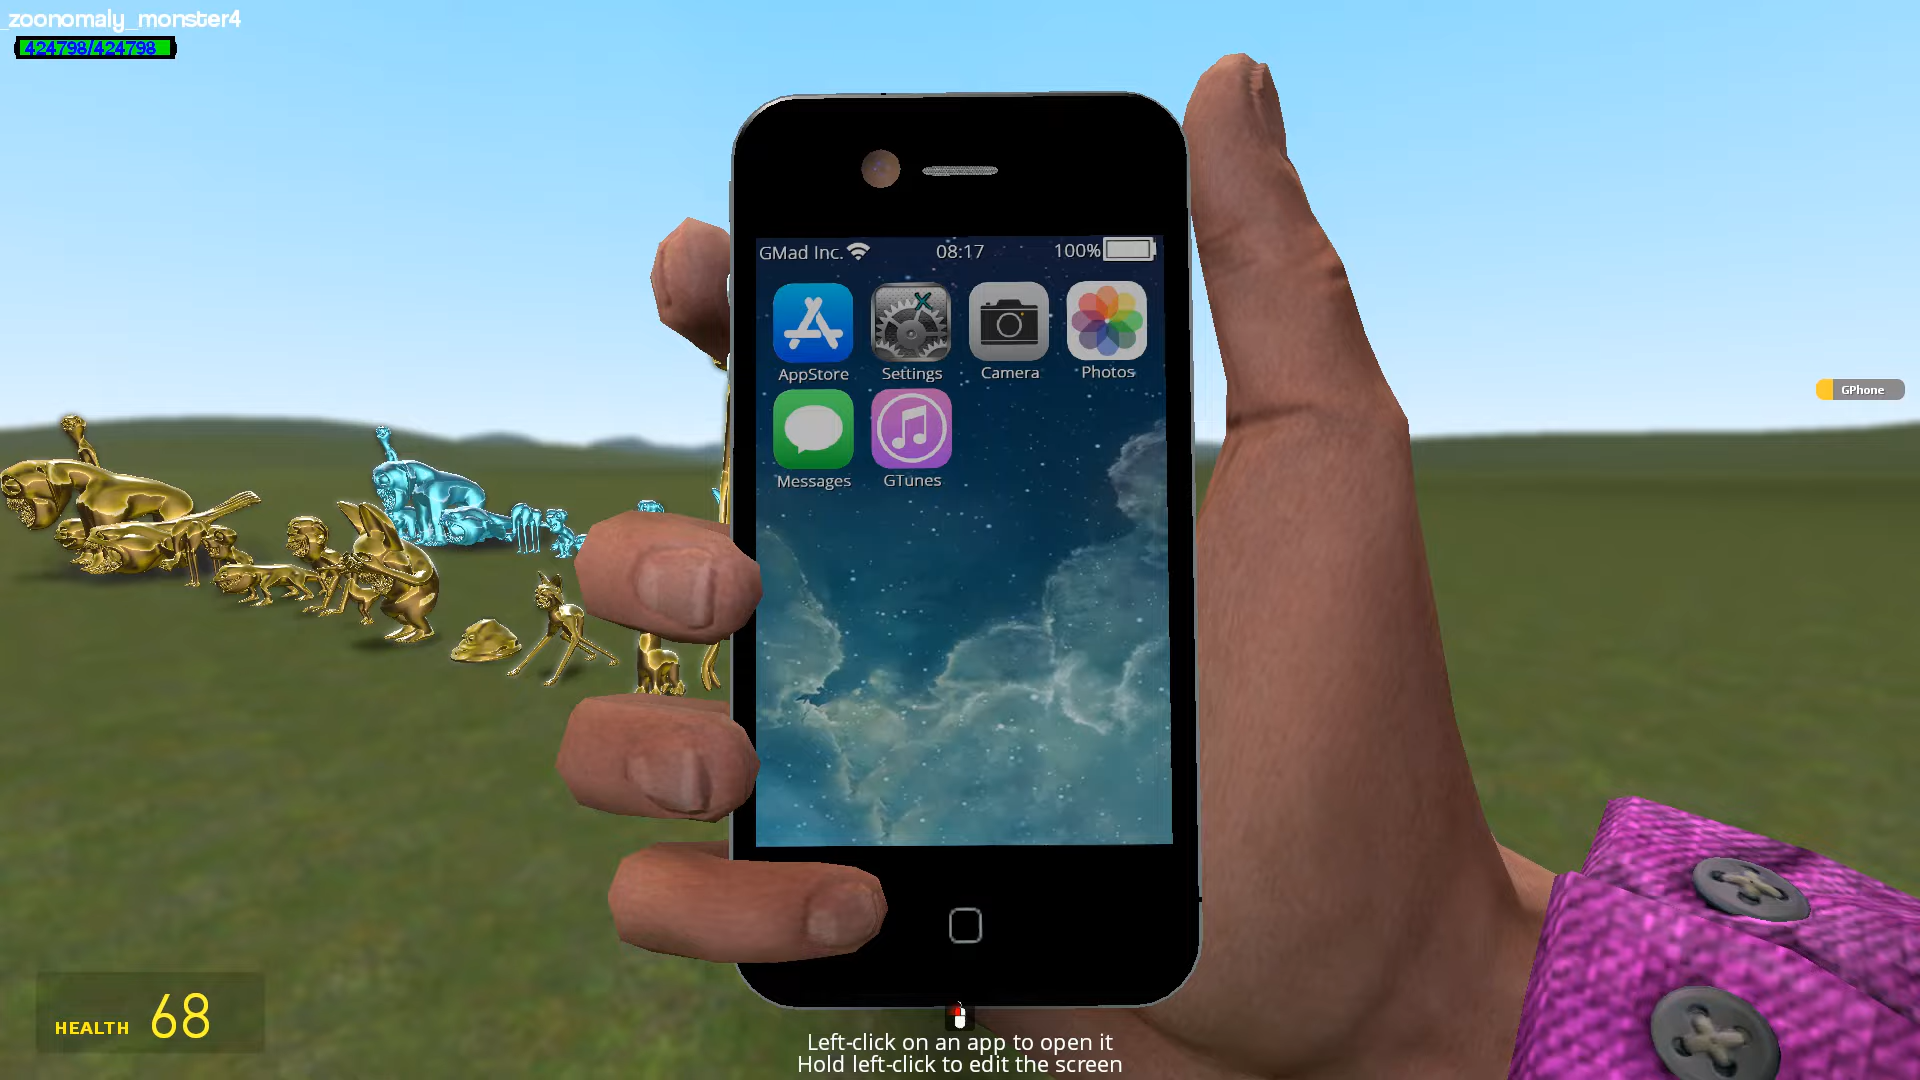 _zoonomaly_monster4
424798/424798
GMad Inc. 08:17 100%
AppStore Settings Camera Photos
Messages GTunes
GPhone
HEALTH 68
Left-click on an app to open it
Hold left-click to edit the screen